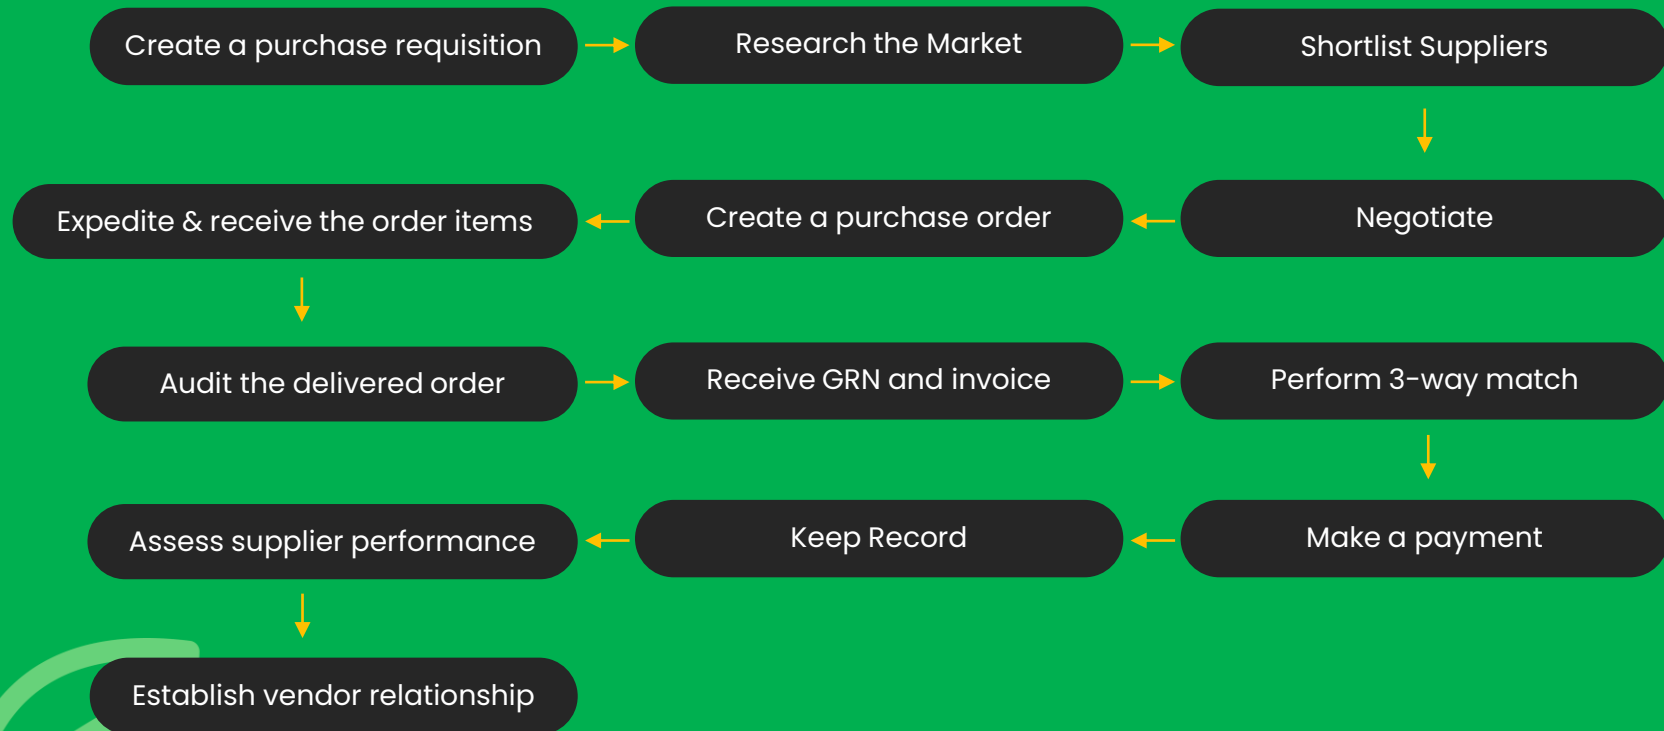 Create a purchase requisition
Research the Market
Shortlist Suppliers
Negotiate
Create a purchase order
Expedite & receive the order items
Audit the delivered order
Receive GRN and invoice
Perform 3-way match
Make a payment
Keep Record
Assess supplier performance
Establish vendor relationship